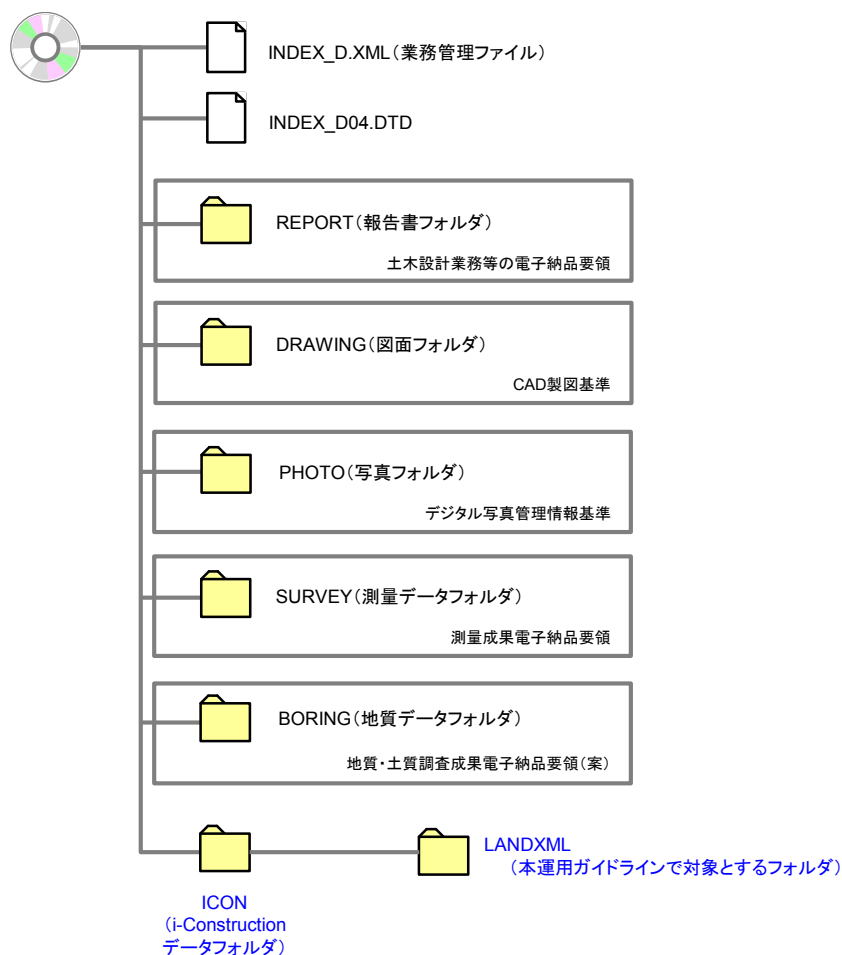 INDEX_D.XML（業務管理ファイル）
INDEX_D04.DTD
REPORT（報告書フォルダ）
土木設計業務等の電子納品要領
DRAWING（図面フォルダ）
CAD製図基準
PHOTO（写真フォルダ）
デジタル写真管理情報基準
SURVEY（測量データフォルダ）
測量成果電子納品要領
BORING（地質データフォルダ）
地質・土質調査成果電子納品要領（案）
LANDXML
（本運用ガイドラインで対象とするフォルダ）
ICON
（i-Construction
データフォルダ）